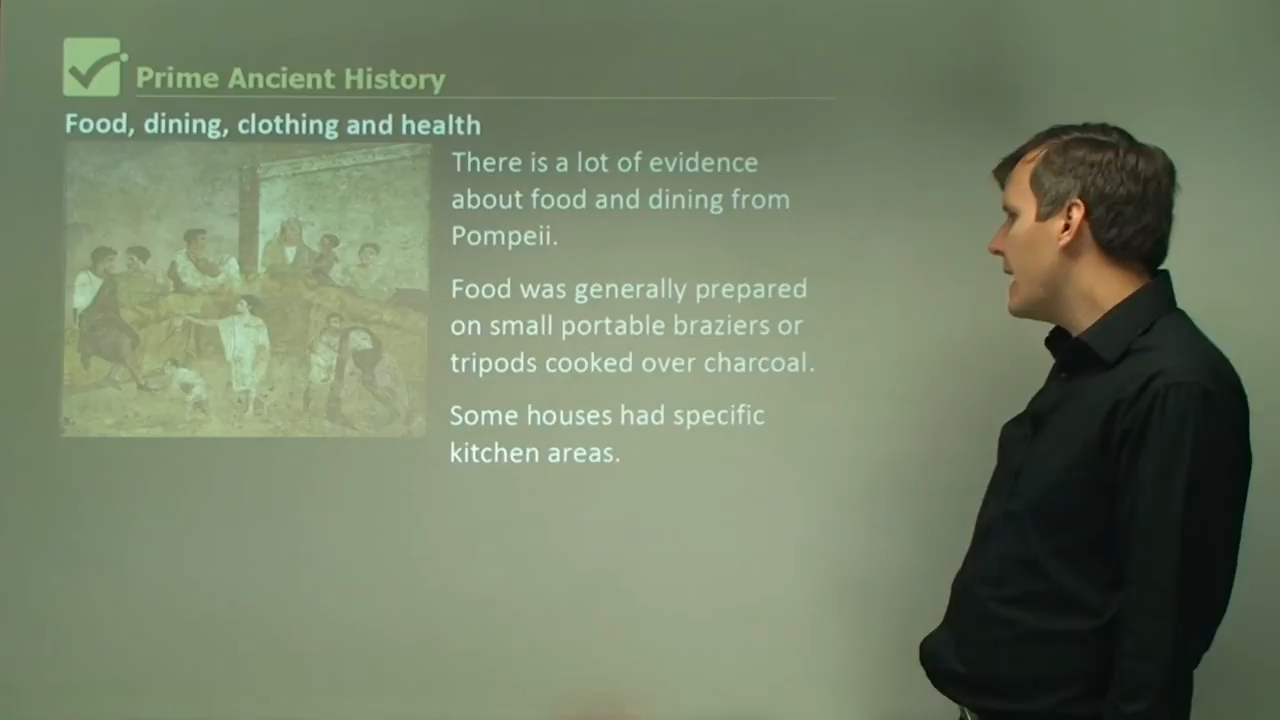 Prime Ancient History
Food, dining, clothing and health
There is a lot of evidence
about food and dining from
Pompeii.
Food was generally prepared
on small portable braziers or
tripods cooked over charcoal.
Some houses had specific
kitchen areas.